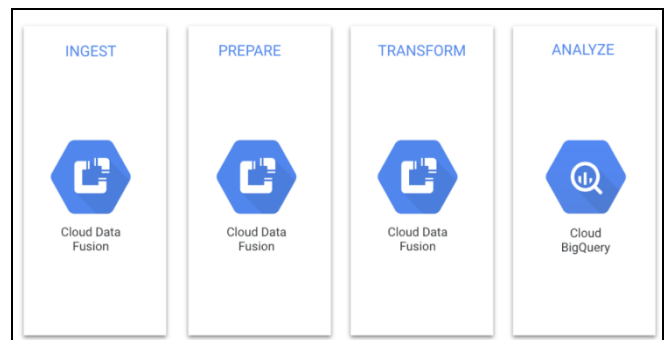 INGEST
PREPARE
TRANSFORM
ANALYZE
Cloud Data
Fusion
Cloud Data
Fusion
Cloud Data
Fusion
Cloud
BigQuery